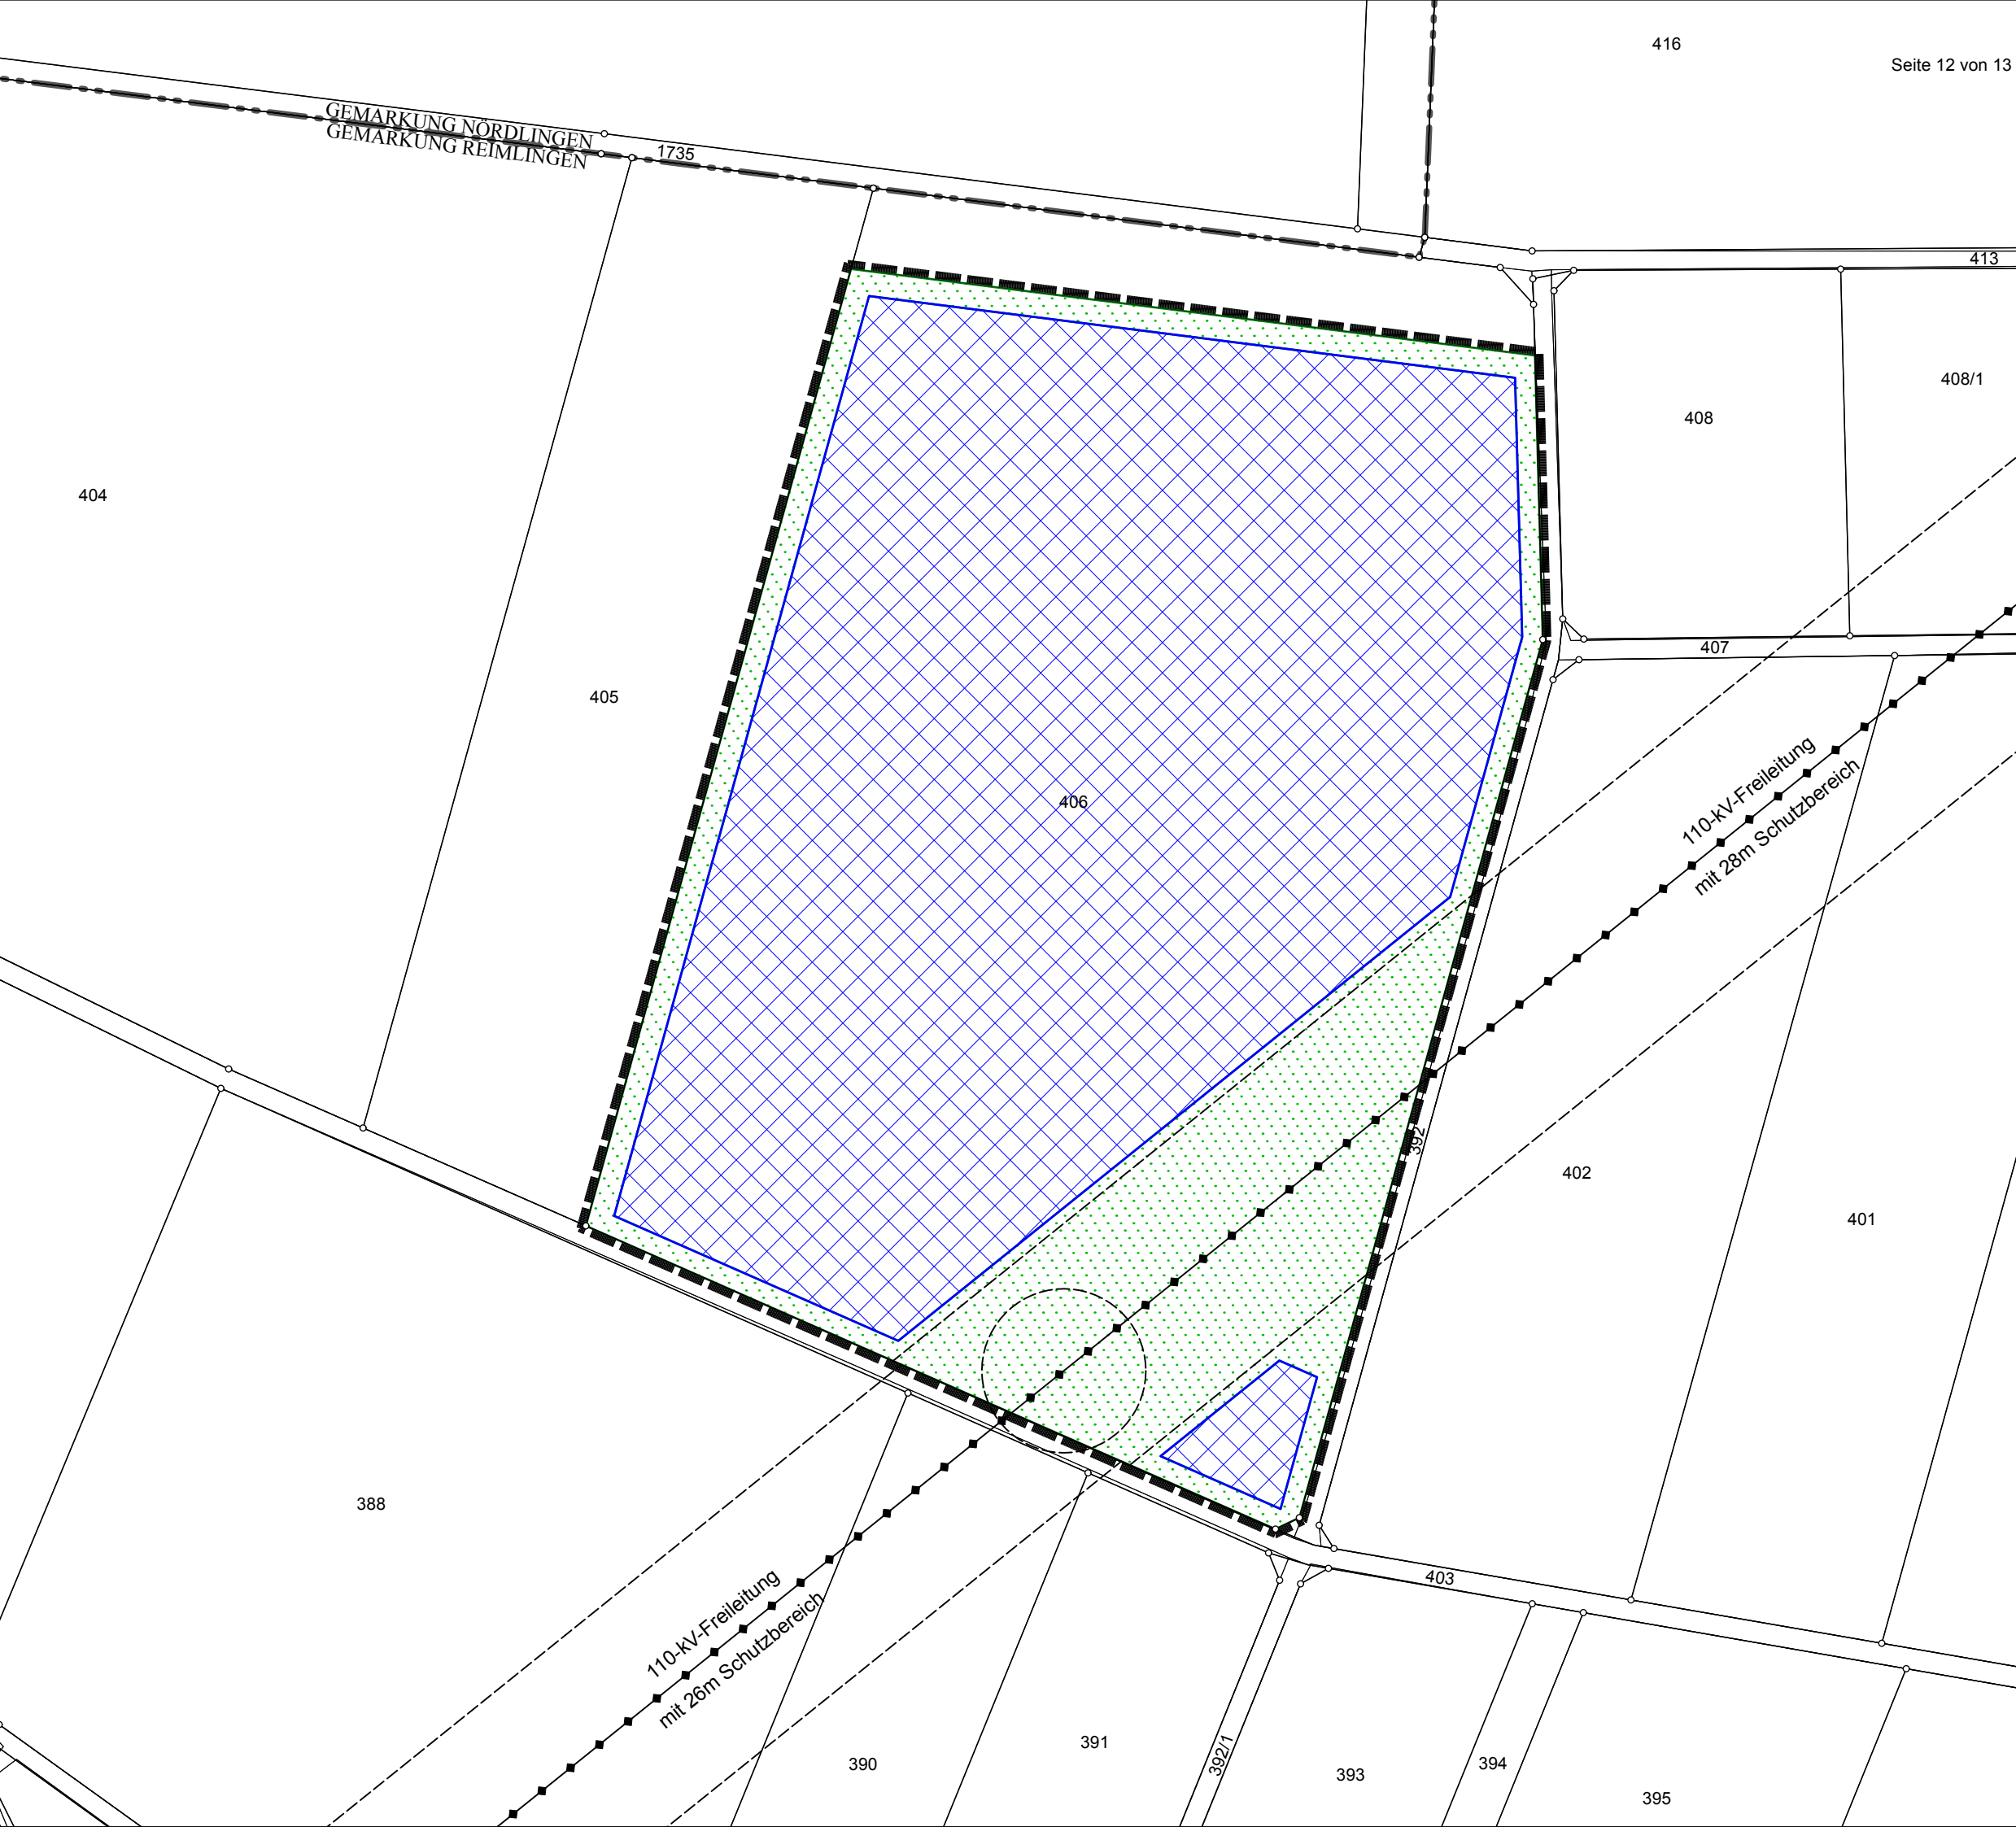 416
Seite 12 von 13
GEMARKUNG NÖRDLINGEN
GEMARKUNG REIMLINGEN
1735
413
408/1
408
404
407
405
110-kV-Freileitung
mit 28m Schutzbereich
406
392
402
401
388
403
110-kV-Freileitung
mit 26m Schutzbereich
391
392/1
390
393
394
395